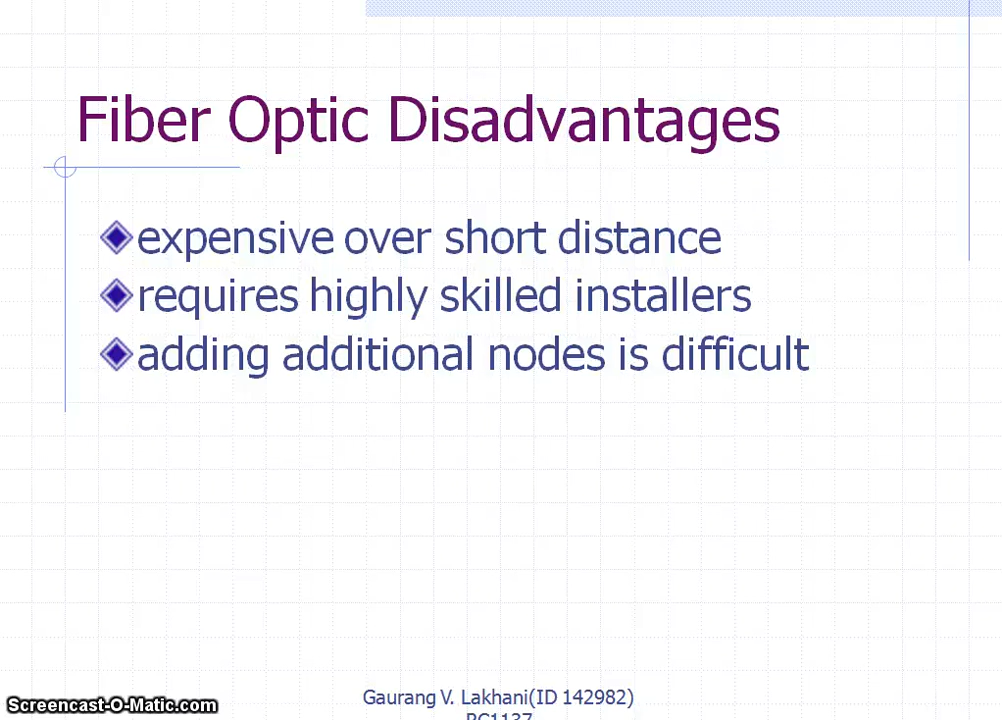 Fiber Optic Disadvantages
expensive over short distance
requires highly skilled installers
adding additional nodes is difficult
Gaurang V. Lakhani(ID 142982)
Screencast-O-Matic.com